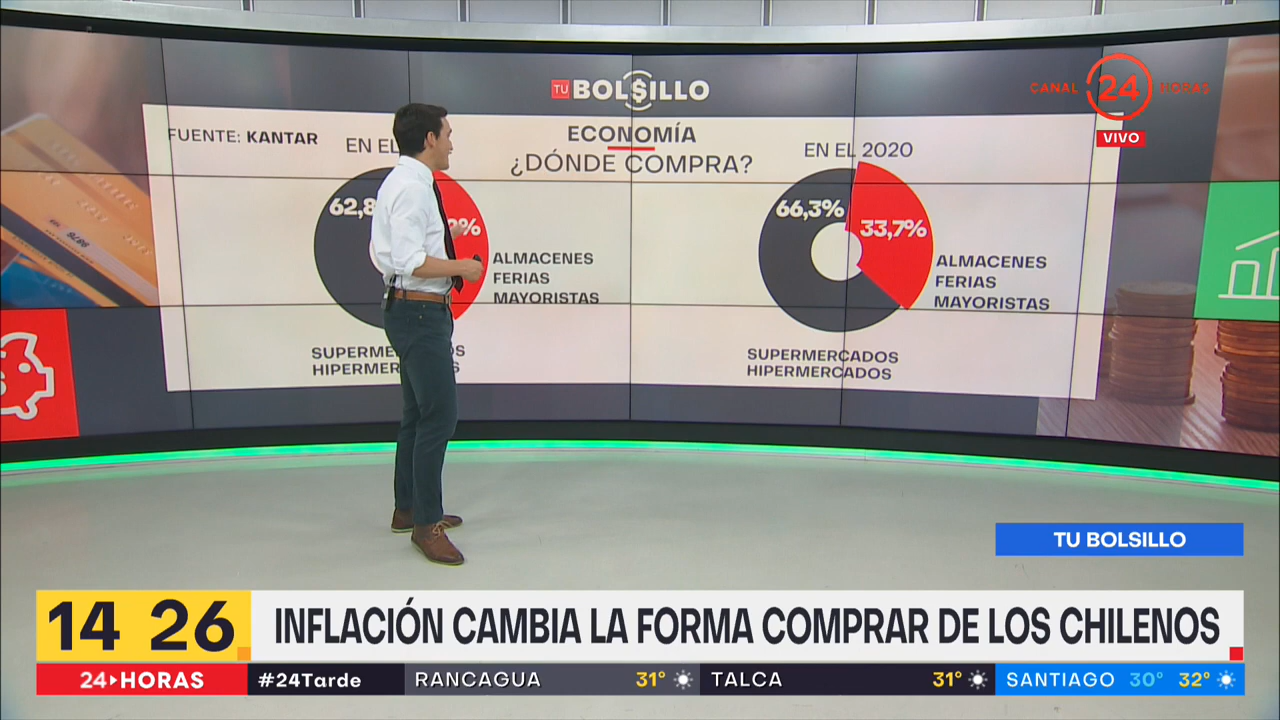 TU BOLSILLO
CANAL 24 HORAS
VIVO
FUENTE: KANTAR
ECONOMÍA
¿DÓNDE COMPRA?
EN EL
62,8
%
ALMACENES
FERIAS
MAYORISTAS
EN EL 2020
66,3%
33,7%
ALMACENES
FERIAS
MAYORISTAS
SUPERMERCADOS
HIPERMERCADOS
TU BOLSILLO
14 26
INFLACIÓN CAMBIA LA FORMA COMPRAR DE LOS CHILENOS
24 HORAS
#24Tarde
RANCAGUA 31°
TALCA 31°
SANTIAGO 30° 32°